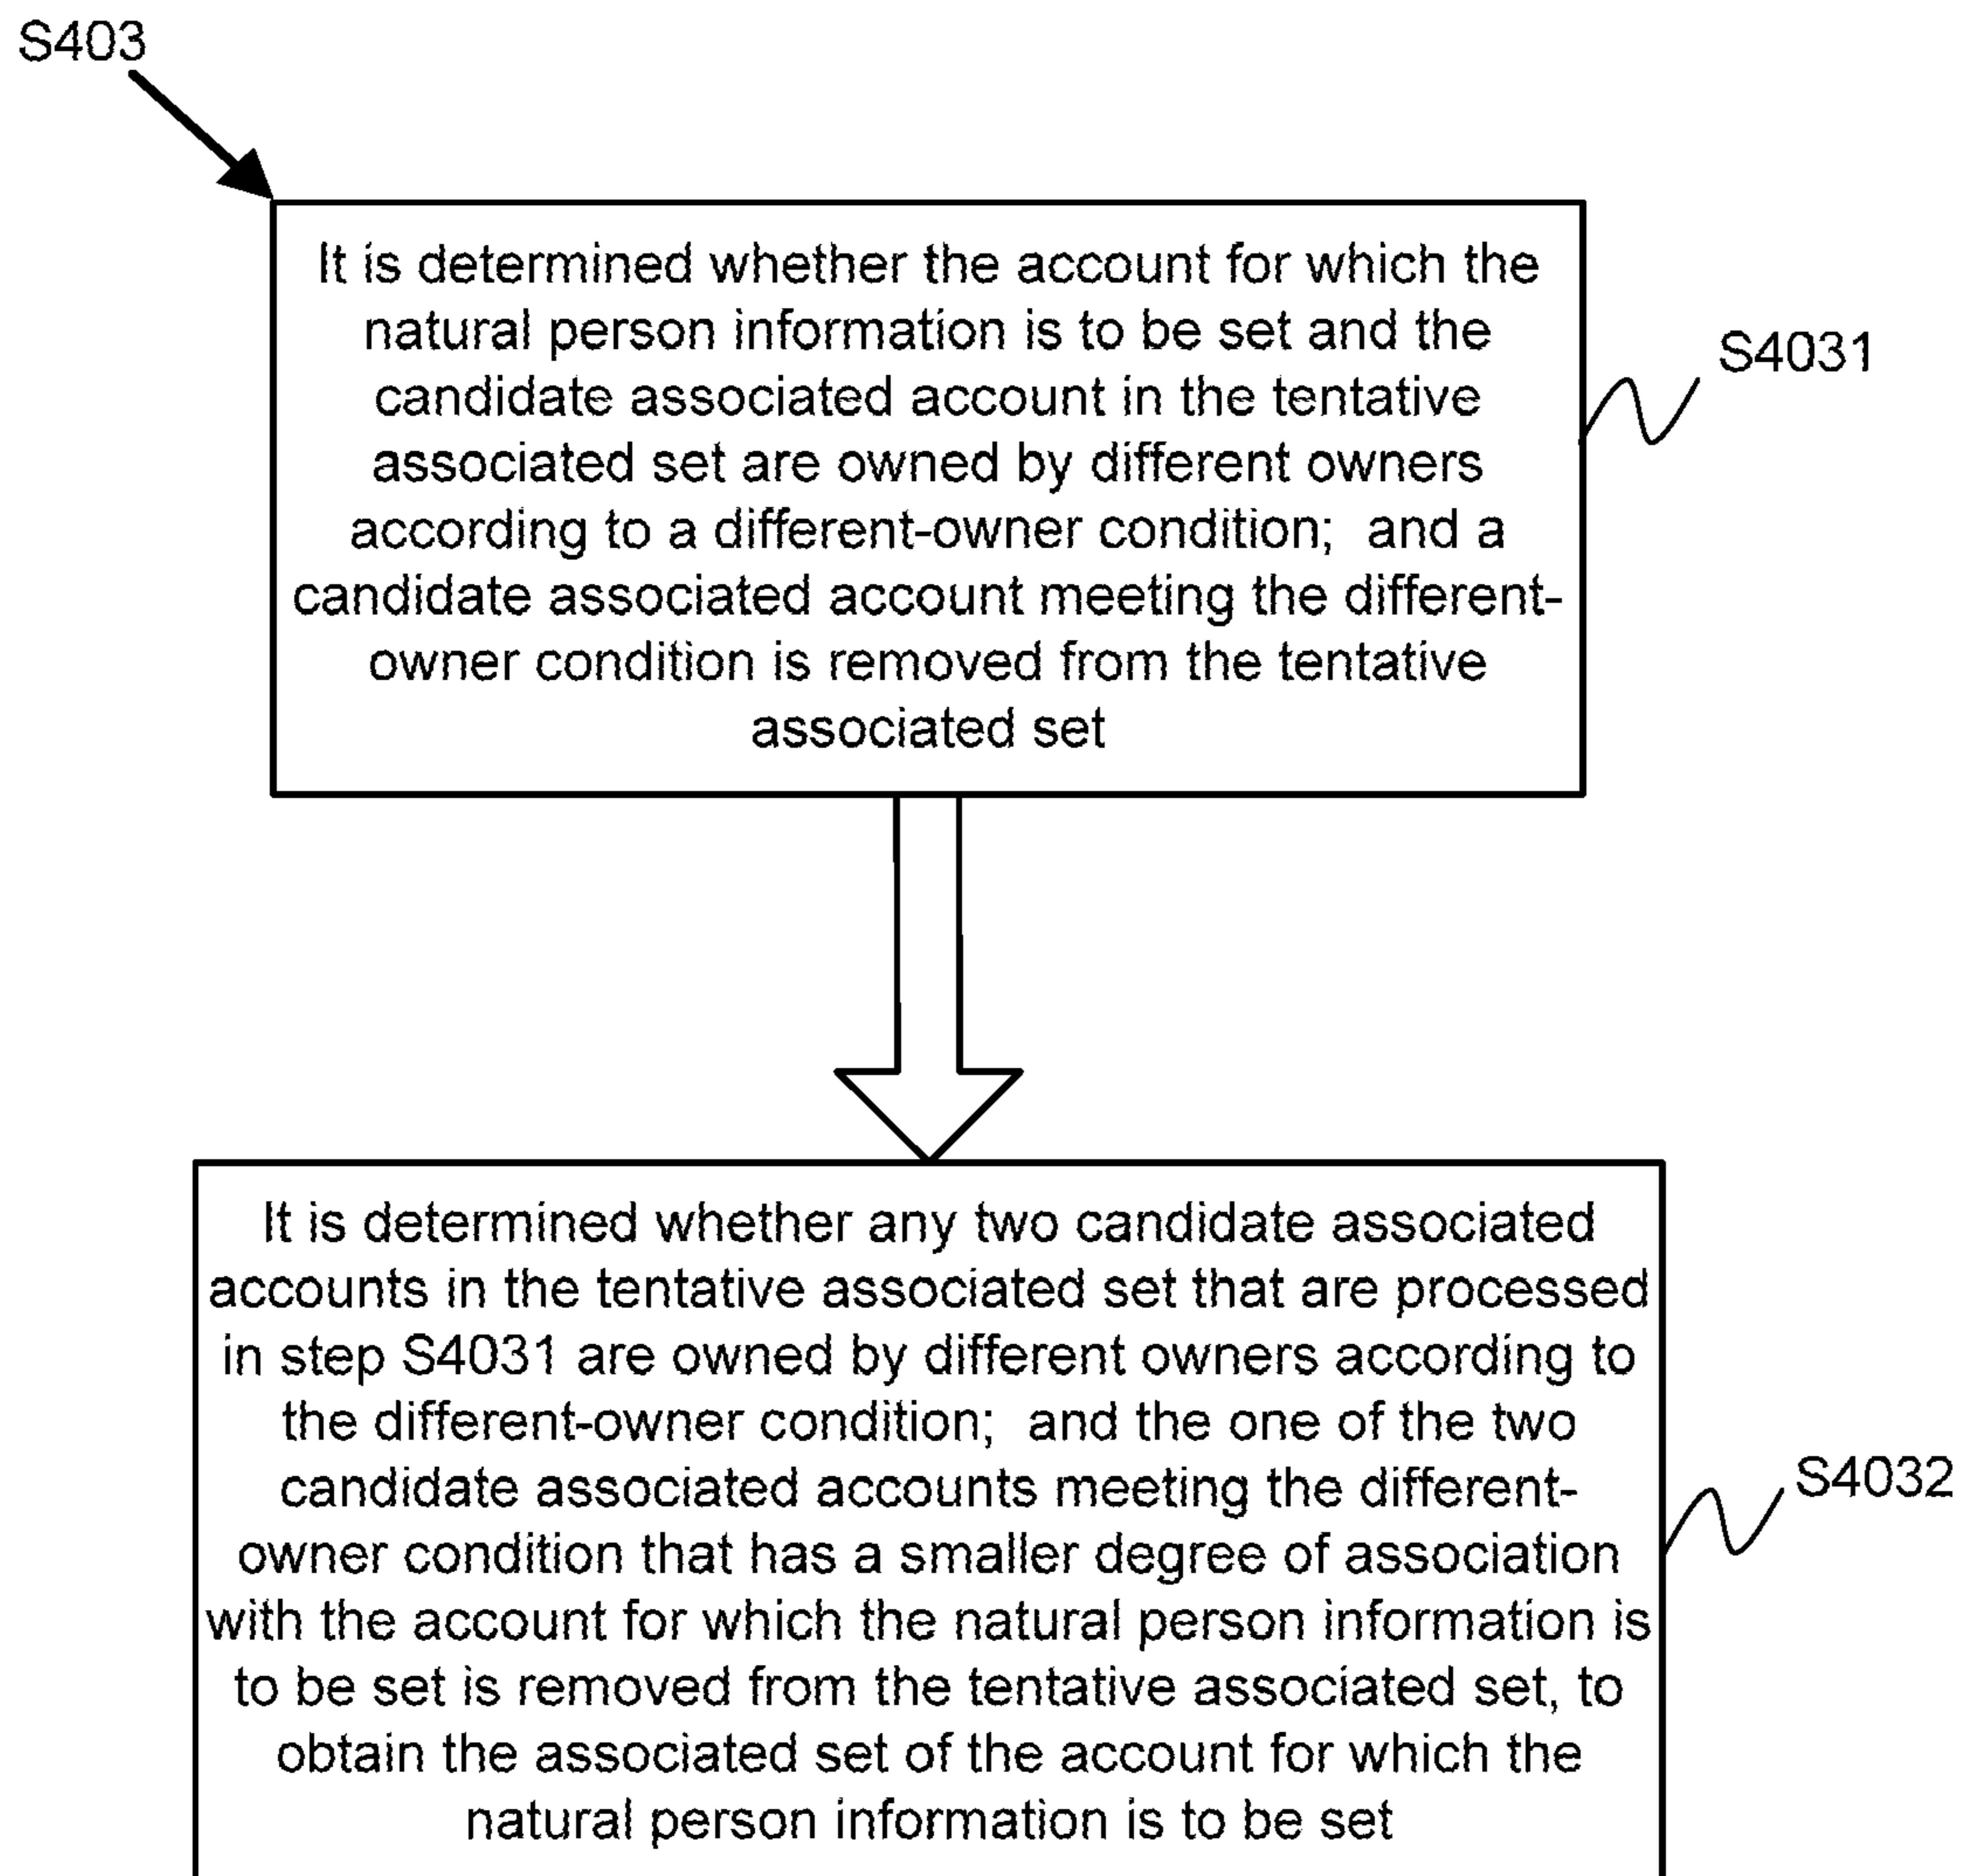 S403
It is determined whether the account for which the
natural person information is to be set and the
candidate associated account in the tentative
associated set are owned by different owners
according to a different-owner condition;  and a
candidate associated account meeting the different-
owner condition is removed from the tentative
associated set
S4031
It is determined whether any two candidate associated
accounts in the tentative associated set that are processed
in step S4031 are owned by different owners according to
the different-owner condition;  and the one of the two
candidate associated accounts meeting the different-
owner condition that has a smaller degree of association
with the account for which the natural person information is
to be set is removed from the tentative associated set, to
obtain the associated set of the account for which the
natural person information is to be set
S4032